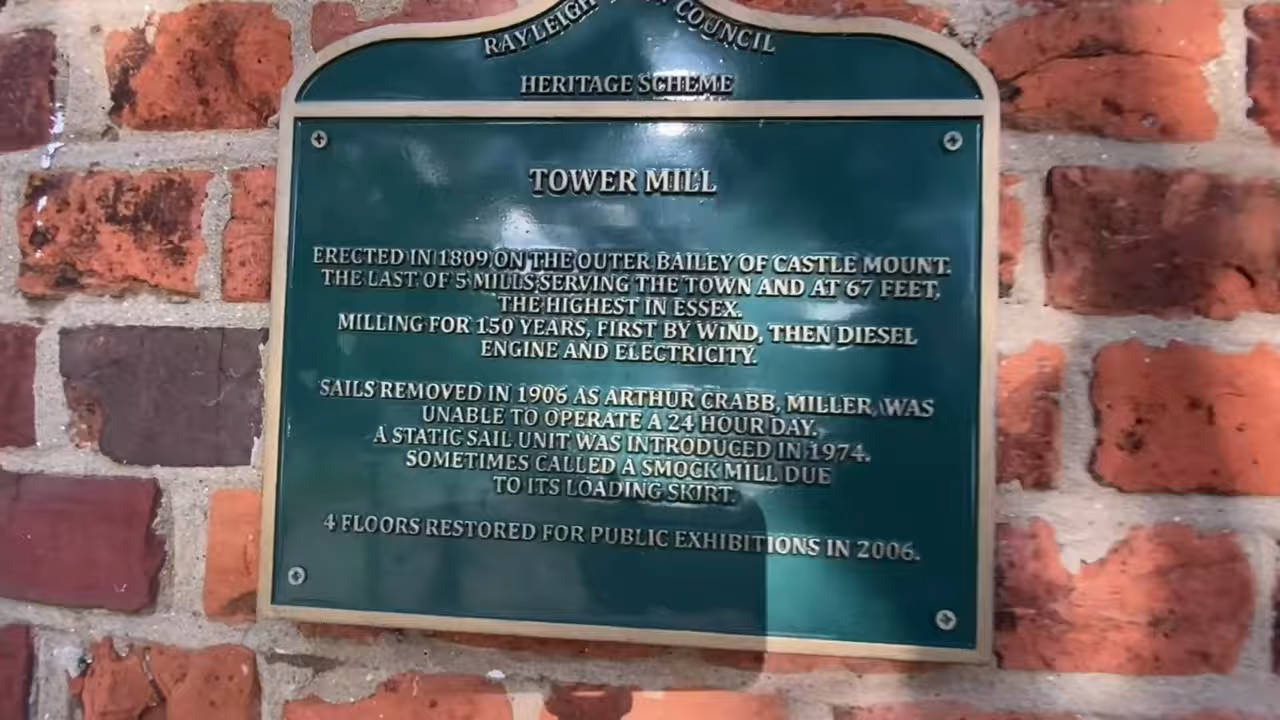 RAYLEIGH COUNCIL
HERITAGE SCHEME
TOWER MILL
ERECTED IN 1809 ON THE OUTER BAILEY OF CASTLE MOUNT.
THE LAST OF 5 MILLS SERVING THE TOWN AND AT 67 FEET,
THE HIGHEST IN ESSEX.
MILLING FOR 150 YEARS, FIRST BY WIND, THEN DIESEL
ENGINE AND ELECTRICITY.
SAILS REMOVED IN 1906 AS ARTHUR CRABB, MILLER, WAS
UNABLE TO OPERATE A 24 HOUR DAY.
A STATIC SAIL UNIT WAS INTRODUCED IN 1974.
SOMETIMES CALLED A SMOCK MILL DUE
TO ITS LOADING SKIRT.
4 FLOORS RESTORED FOR PUBLIC EXHIBITIONS IN 2006.